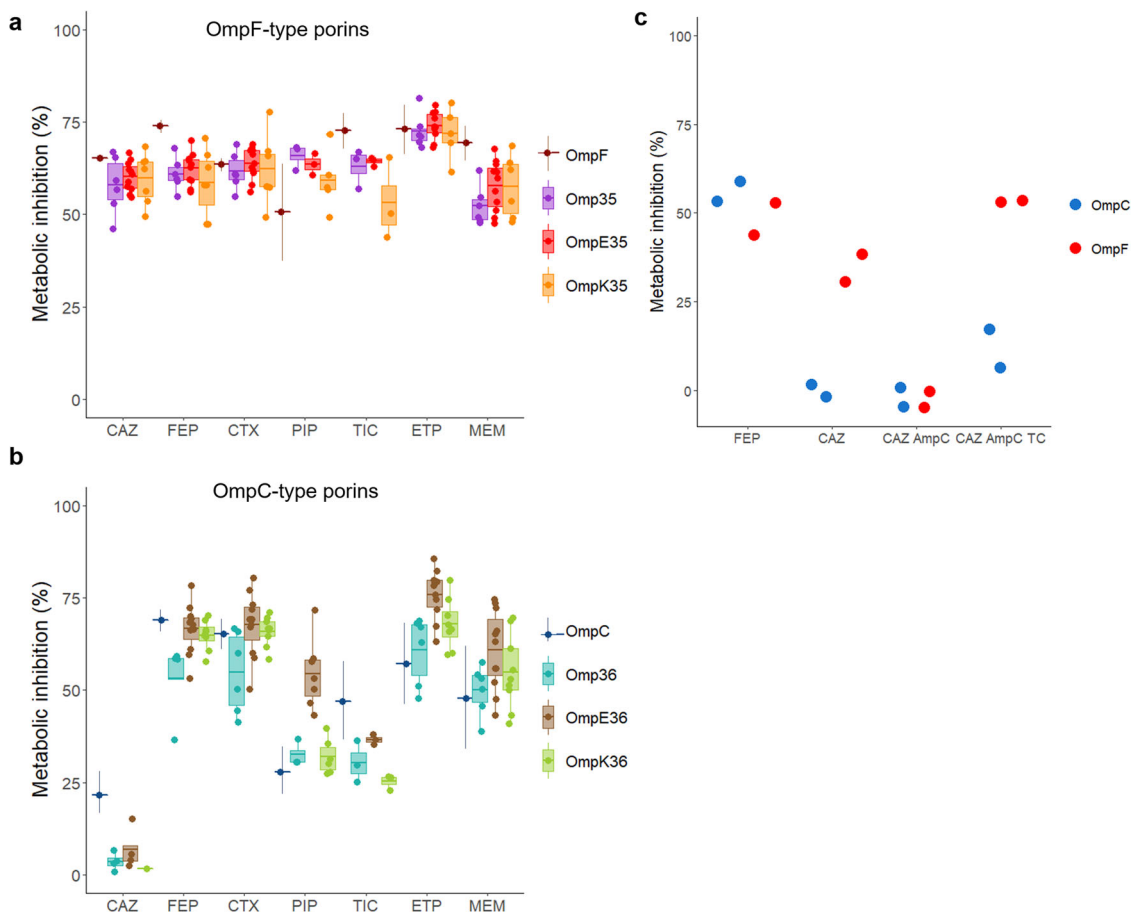 a
OmpF-type porins
Metabolic inhibition (%)
100
75
50
25
0
CAZ FEP CTX PIP TIC ETP MEM
OmpF
Omp35
OmpE35
OmpK35
b
OmpC-type porins
Metabolic inhibition (%)
100
75
50
25
0
CAZ FEP CTX PIP TIC ETP MEM
OmpC
Omp36
OmpE36
OmpK36
c
Metabolic inhibition (%)
100
75
50
25
0
FEP CAZ CAZ AmpC CAZ AmpC TC
OmpC
OmpF